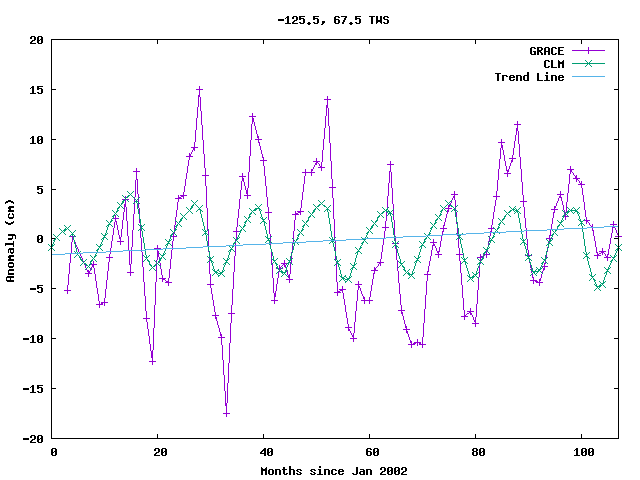 -125.5, 67.5 TWS
20
15
10
5
0
-5
-10
-15
-20
Anomaly (cm)
GRACE
CLM
Trend Line
0 20 40 60 80 100
Months since Jan 2002